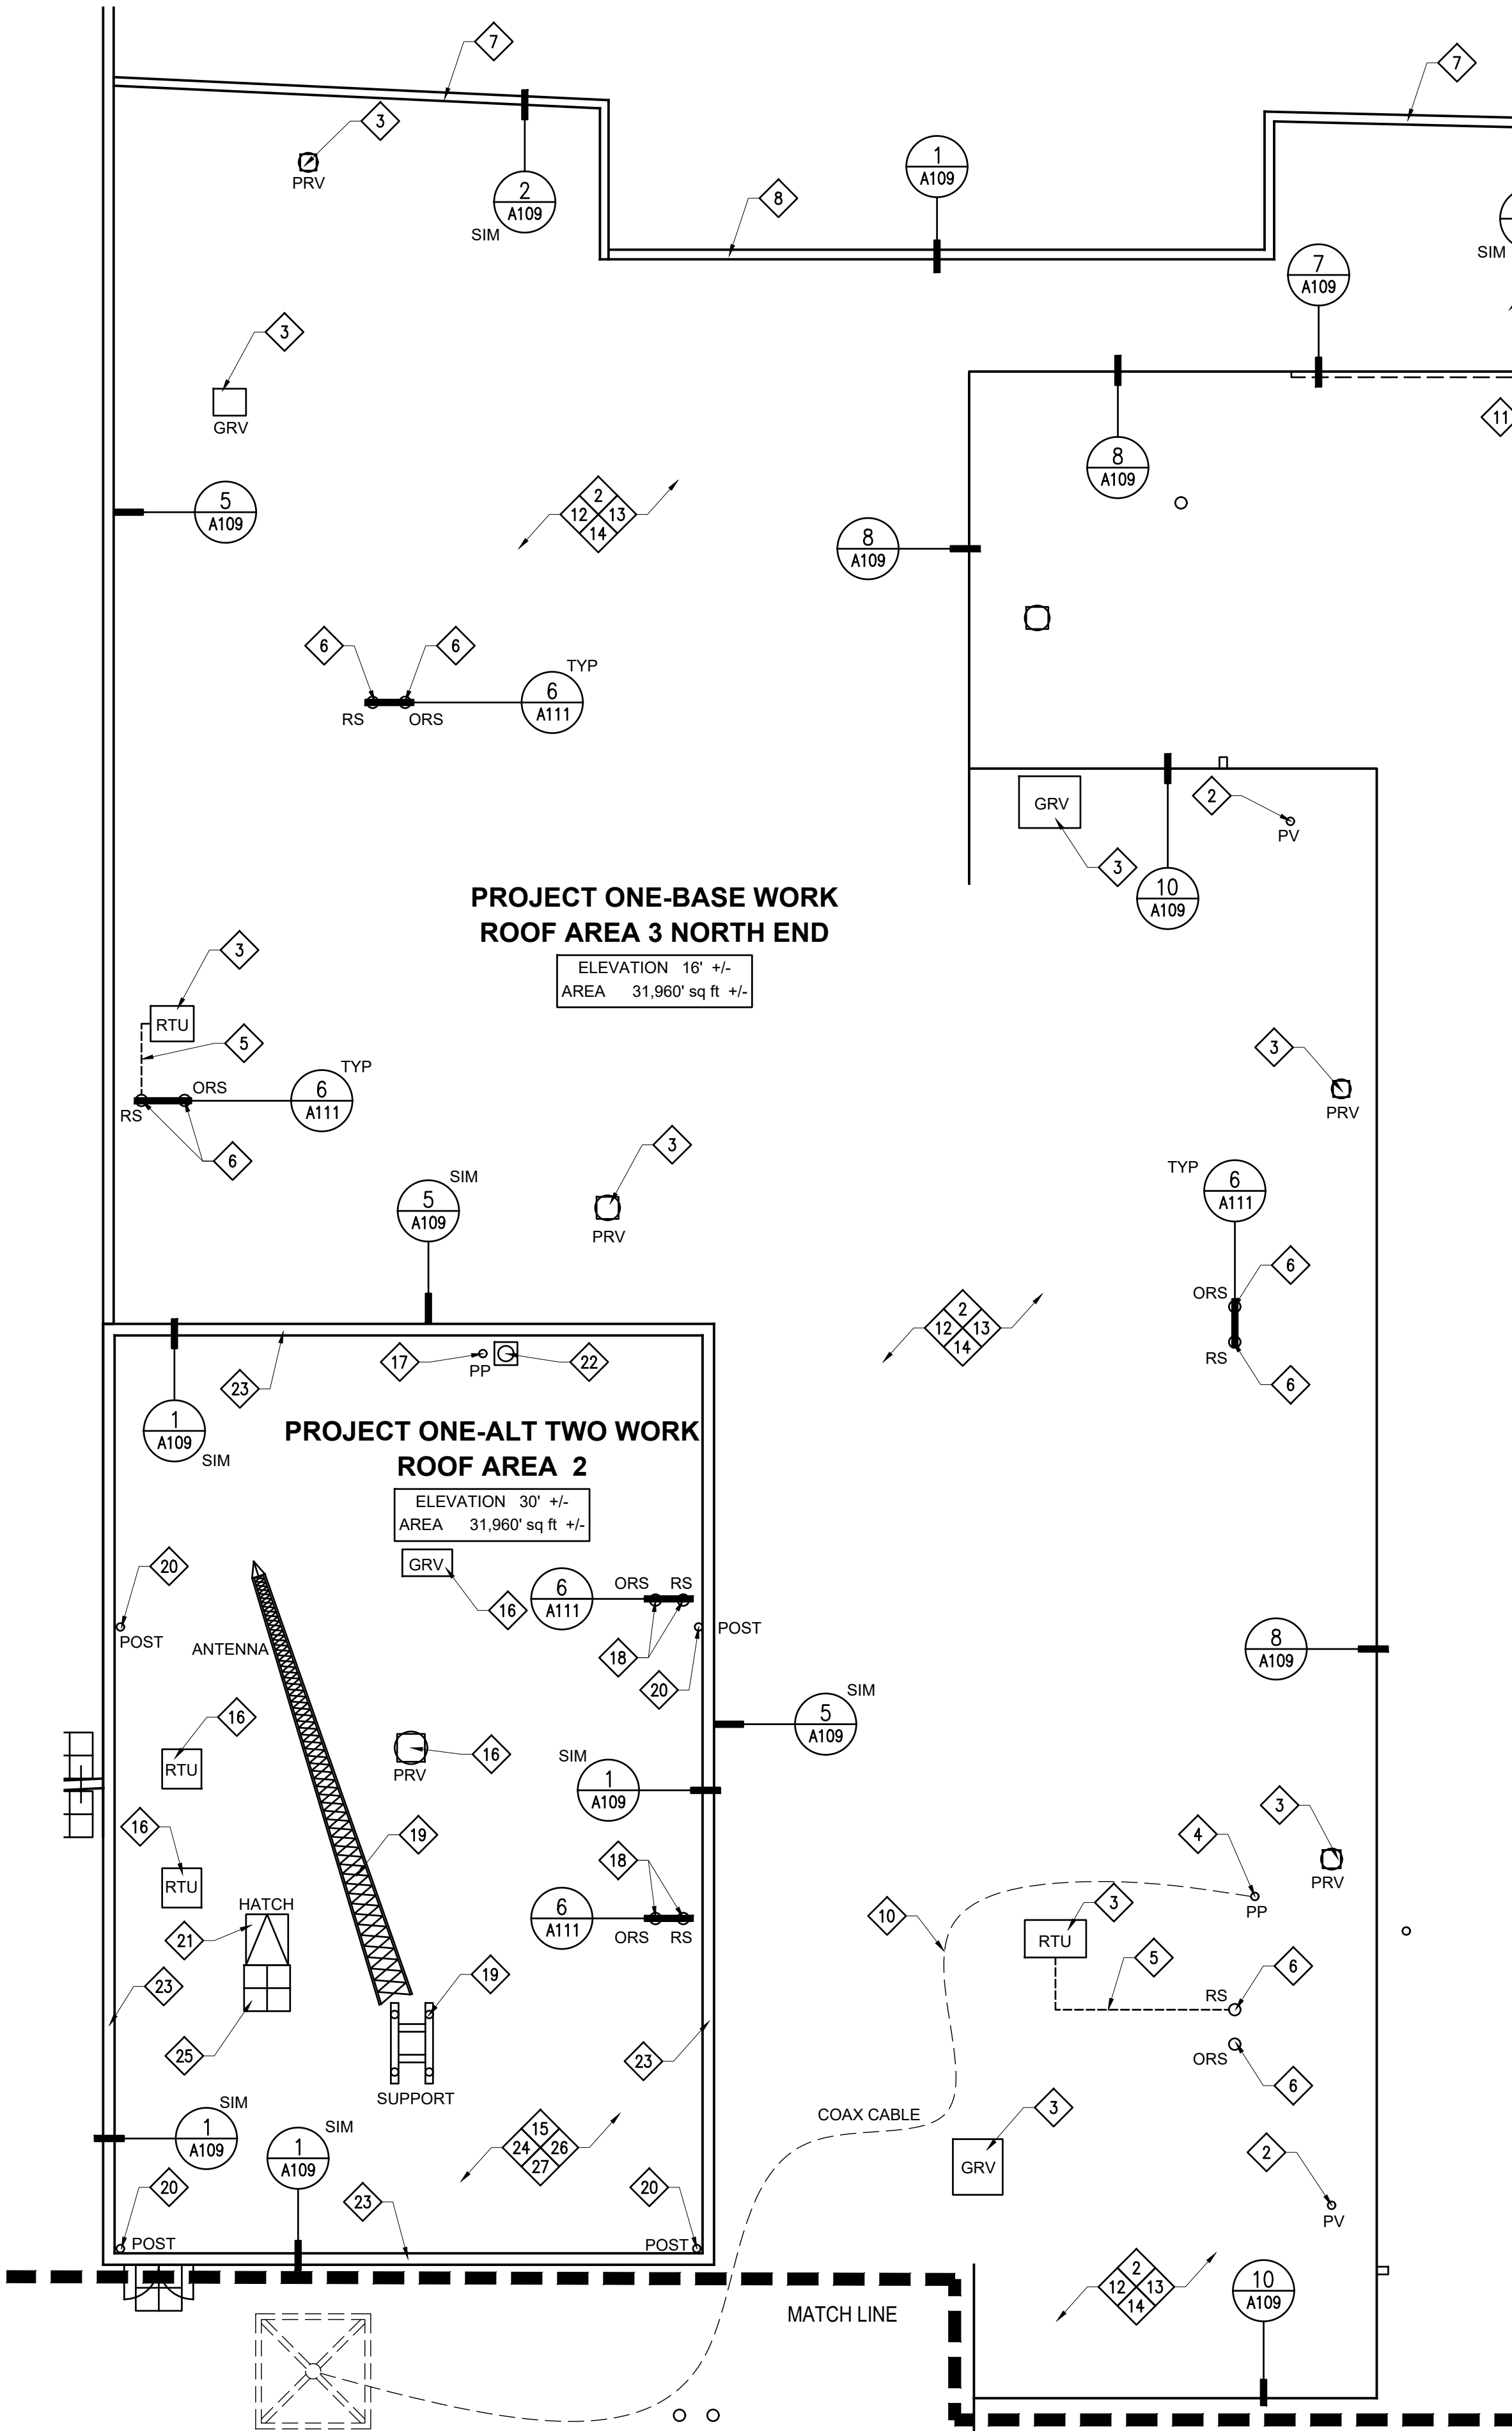 7
7
3
PRV
1
A109
2
A109
SIM
8
SIM
7
A109
3
GRV
11
8
A109
5
A109
2
12 13
14
8
A109
6
6
TYP
6
A111
RS
ORS
GRV
2
PV
3
10
A109
PROJECT ONE-BASE WORK
ROOF AREA 3 NORTH END
ELEVATION 16' +/-
AREA 31,960' sq ft +/-
3
RTU
5
TYP
ORS
6
A111
RS
6
3
PRV
3
PRV
SIM
5
A109
TYP
6
A111
6
ORS
RS
6
2
12 13
14
17
PP
22
23
1
A109
SIM
PROJECT ONE-ALT TWO WORK
ROOF AREA 2
ELEVATION 30' +/-
AREA 31,960' sq ft +/-
GRV
16
20
POST
ANTENNA
6
A111
ORS RS
18
POST
20
8
A109
SIM
5
A109
16
RTU
PRV
16
SIM
1
A109
16
RTU
19
18
6
A111
ORS RS
HATCH
21
23
25
19
SUPPORT
23
3
PRV
4
PP
10
3
RTU
5
RS
6
ORS
6
COAX CABLE
3
GRV
2
PV
SIM
1
A109
SIM
1
A109
15
24 26
27
20
POST
23
20
POST
2
12 13
14
10
A109
MATCH LINE